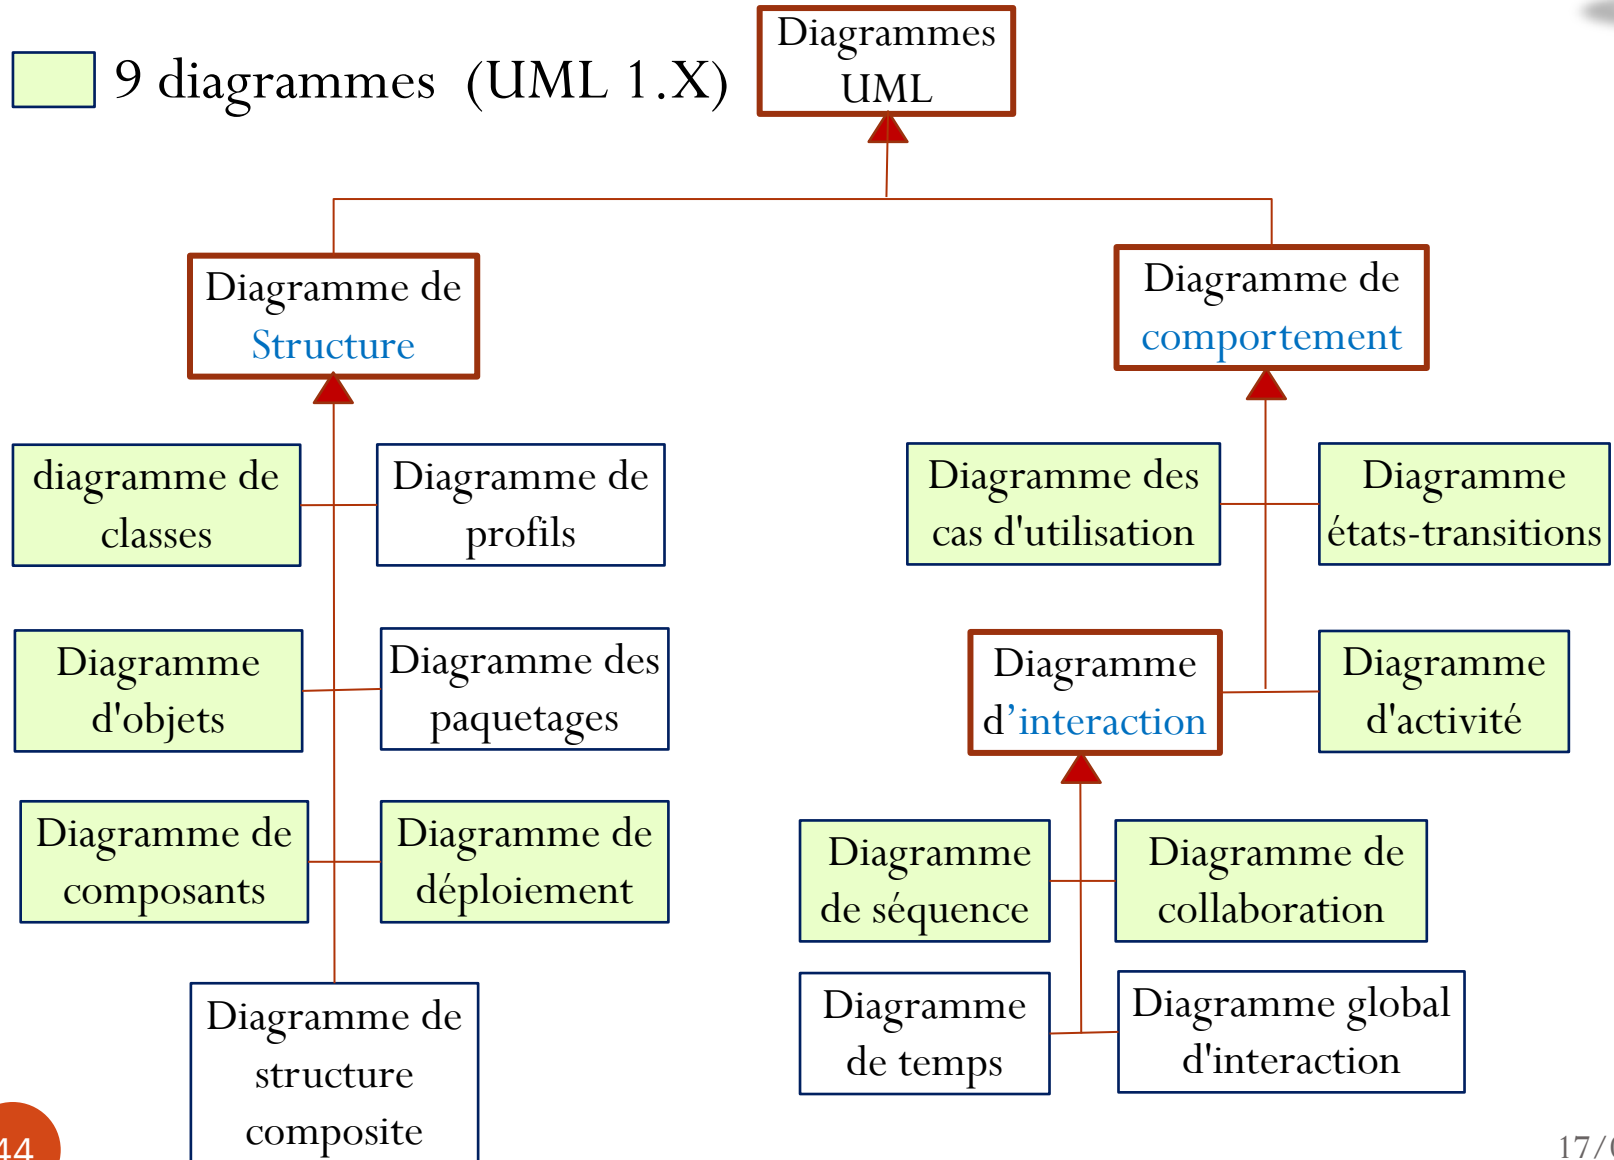 9 diagrammes (UML 1.X)
Diagrammes
UML
Diagramme de
Structure
Diagramme de
comportement
diagramme de
classes
Diagramme de
profils
Diagramme des
cas d'utilisation
Diagramme
états-transitions
Diagramme
d'objets
Diagramme des
paquetages
Diagramme
d’interaction
Diagramme
d'activité
Diagramme de
composants
Diagramme de
déploiement
Diagramme
de séquence
Diagramme de
collaboration
Diagramme de
structure
composite
Diagramme
de temps
Diagramme global
d'interaction
44
17/